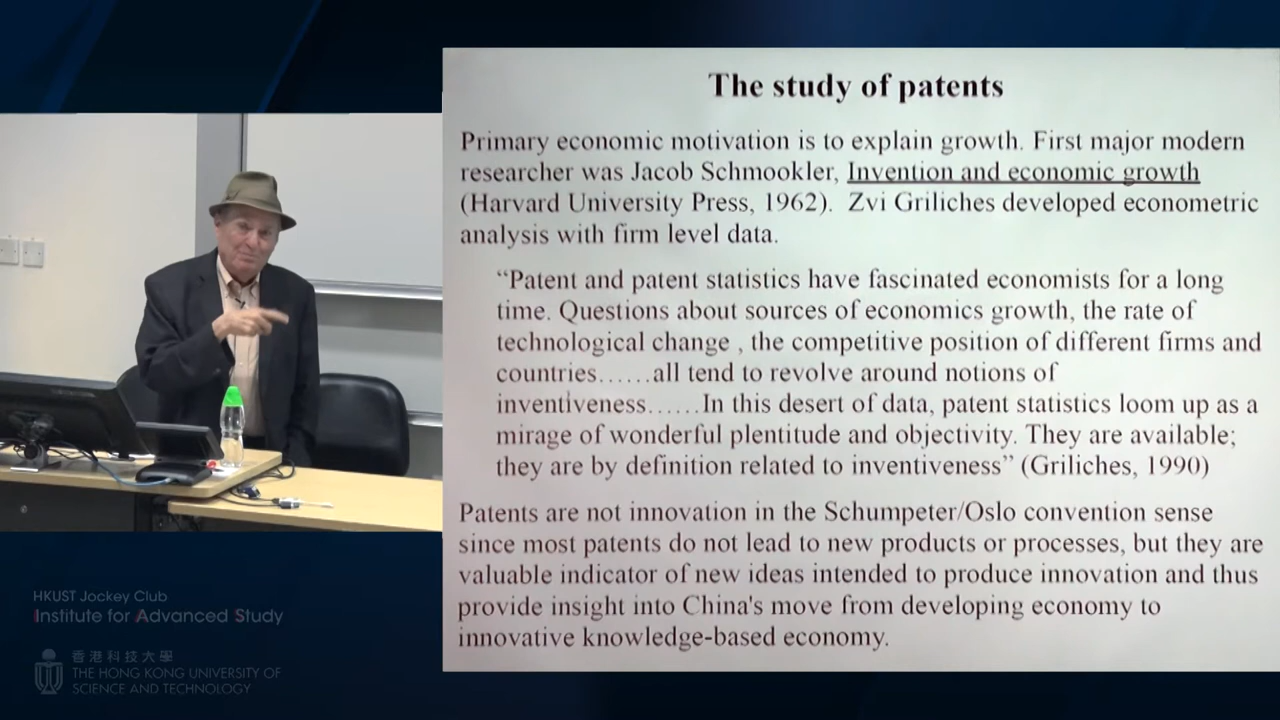 The study of patents
Primary economic motivation is to explain growth. First major modern
researcher was Jacob Schmookler, Invention and economic growth
(Harvard University Press, 1962). Zvi Griliches developed econometric
analysis with firm level data.
“Patent and patent statistics have fascinated economists for a long
time. Questions about sources of economics growth, the rate of
technological change , the competitive position of different firms and
countries……all tend to revolve around notions of
inventiveness……In this desert of data, patent statistics loom up as a
mirage of wonderful plentitude and objectivity. They are available;
they are by definition related to inventiveness” (Griliches, 1990)
Patents are not innovation in the Schumpeter/Oslo convention sense
since most patents do not lead to new products or processes, but they are
valuable indicator of new ideas intended to produce innovation and thus
provide insight into China's move from developing economy to
innovative knowledge-based economy.
HKUST Jockey Club
Institute for Advanced Study
香港科技大學
THE HONG KONG UNIVERSITY OF
SCIENCE AND TECHNOLOGY